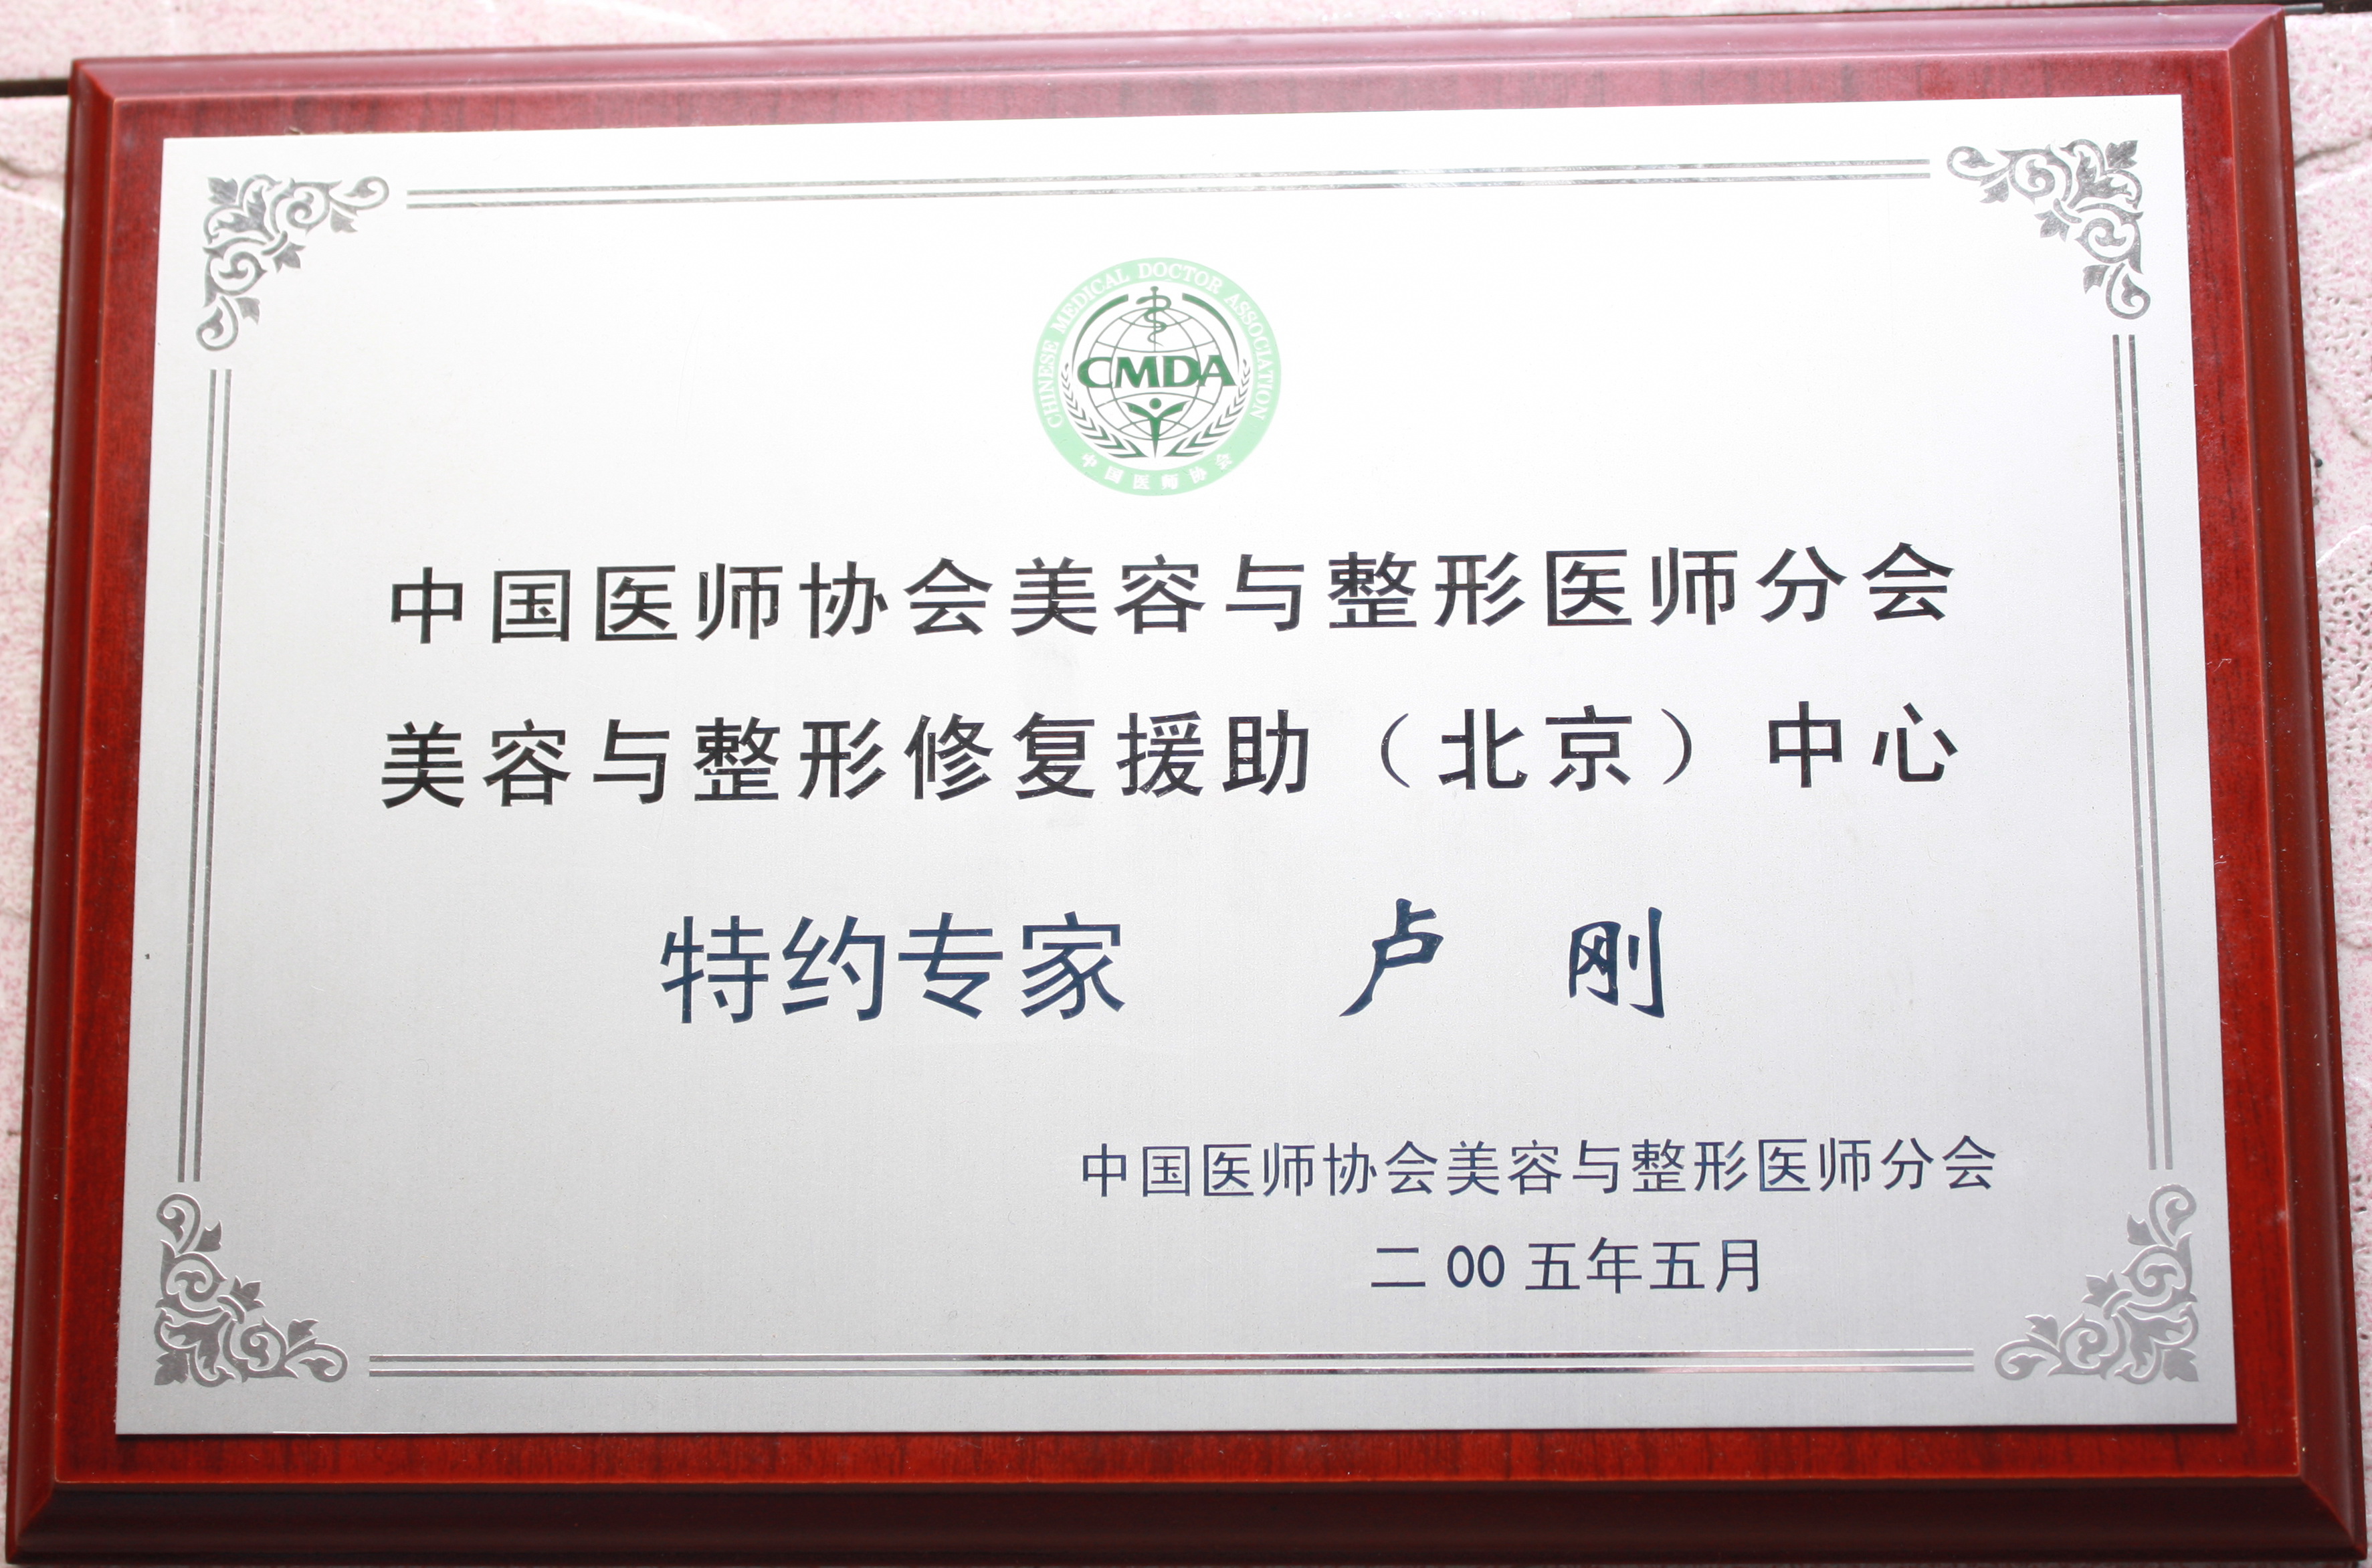 CHINESE MEDICAL DOCTOR ASSOCIATION
CMDA
中国医师协会
中国医师协会美容与整形医师分会
美容与整形修复援助（北京）中心
特约专家 卢 刚
中国医师协会美容与整形医师分会
二00五年五月